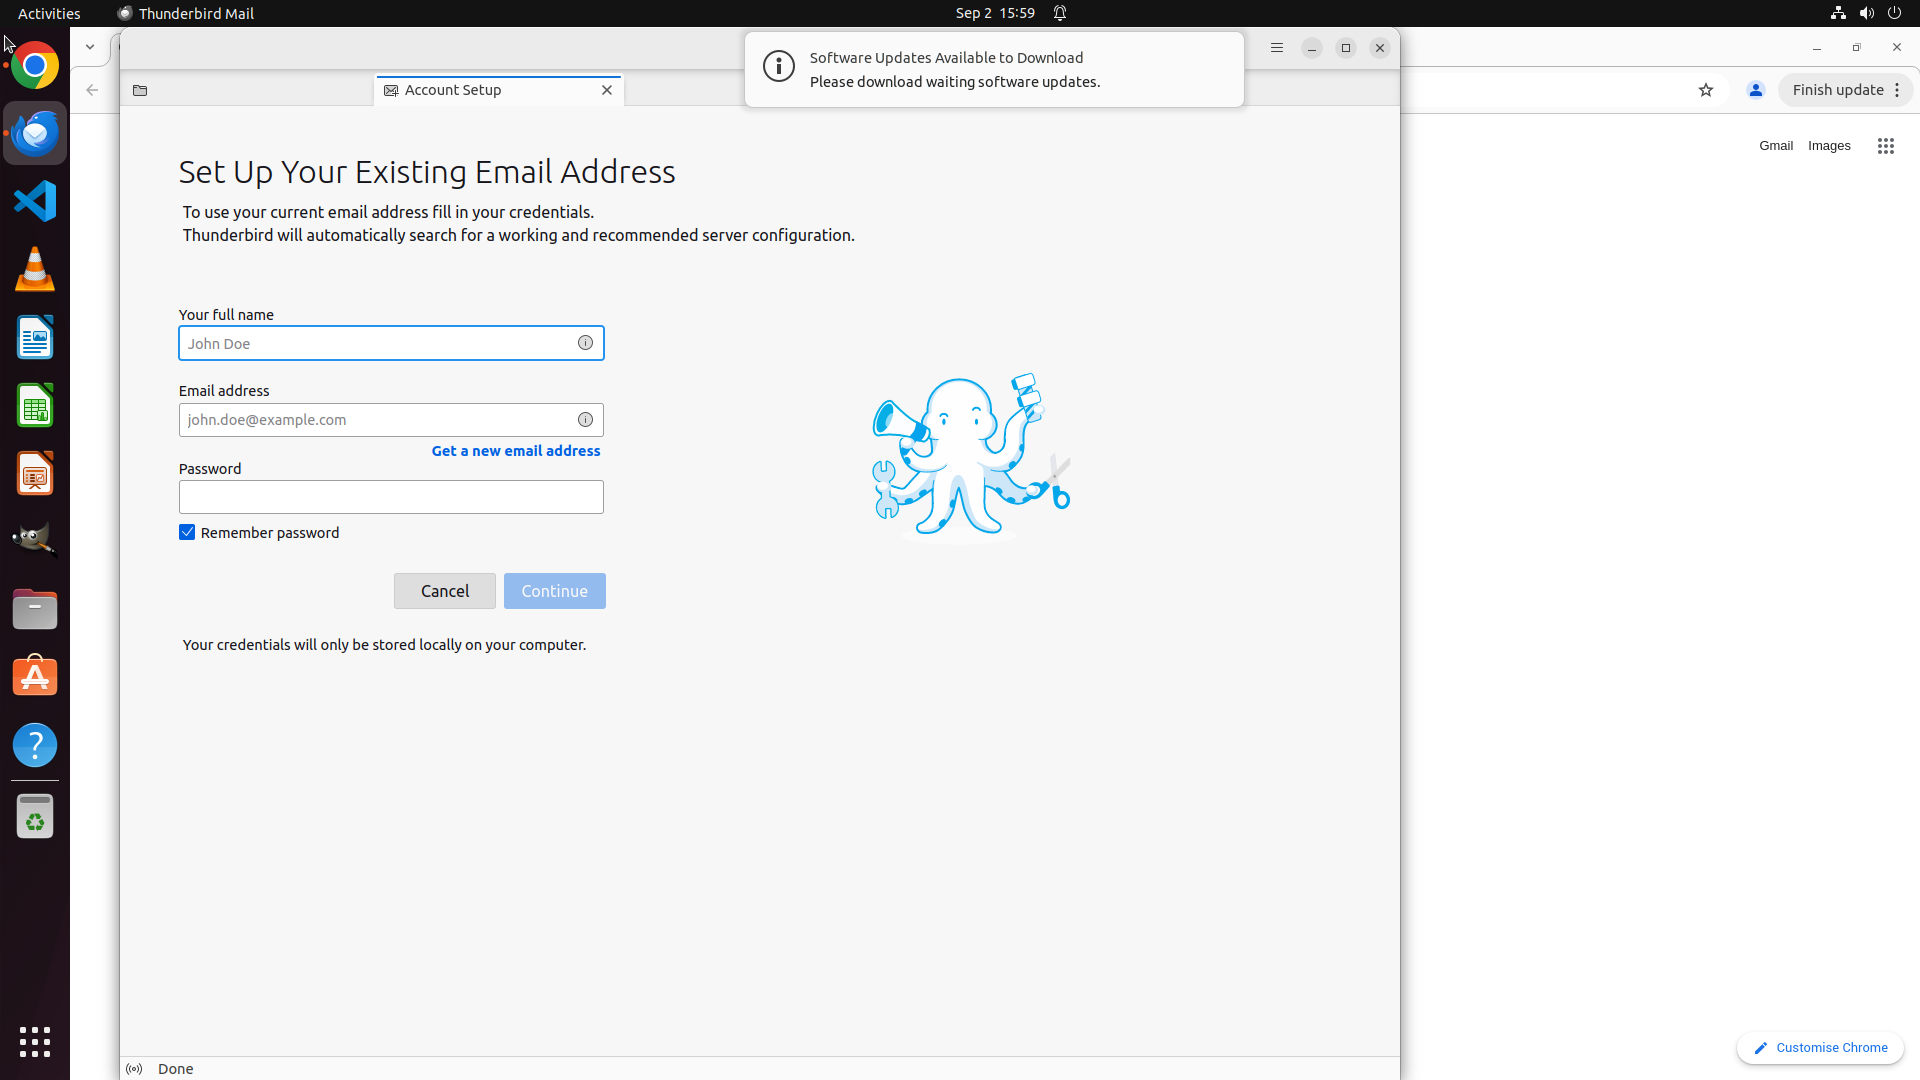 Activities
Thunderbird Mail
Sep 2 15:59
Software Updates Available to Download
Please download waiting software updates.
Account Setup
Finish update
Gmail
Images
Set Up Your Existing Email Address
To use your current email address fill in your credentials.
Thunderbird will automatically search for a working and recommended server configuration.
Your full name
John Doe
Email address
john.doe@example.com
Get a new email address
Password
Remember password
Cancel
Continue
Your credentials will only be stored locally on your computer.
Customise Chrome
Done